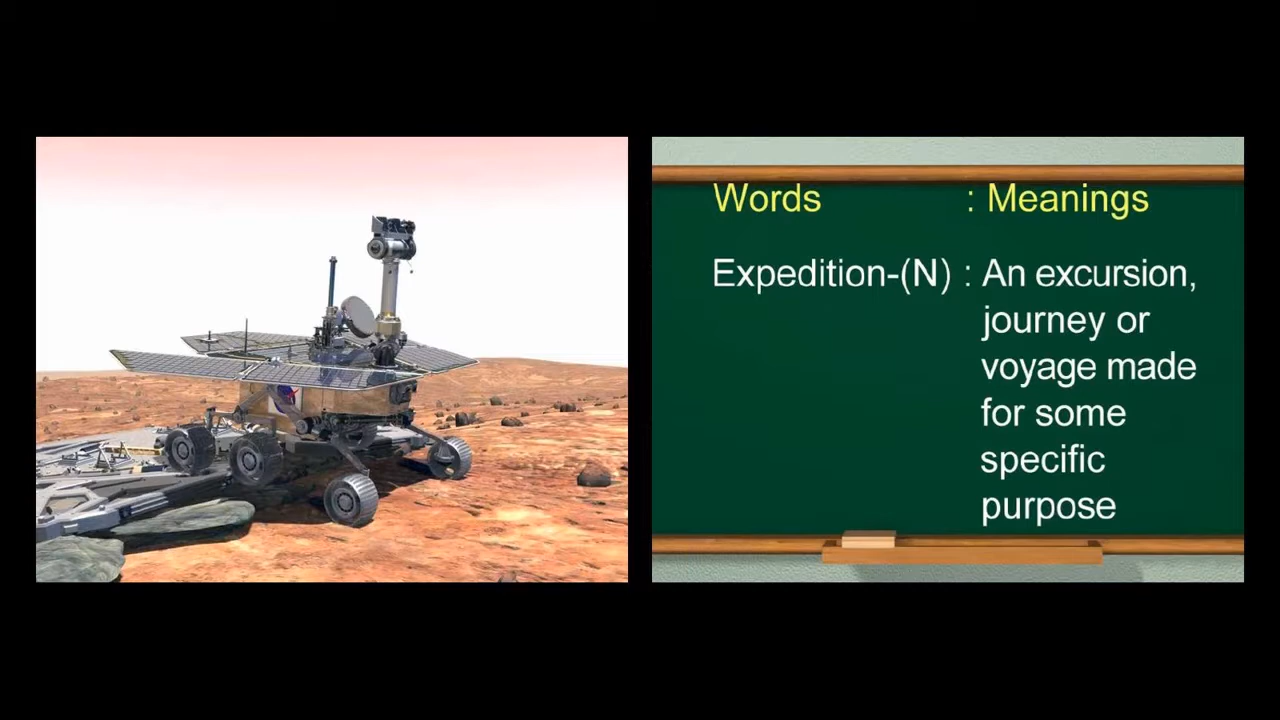 Words : Meanings
Expedition-(N) : An excursion,
journey or
voyage made
for some
specific
purpose